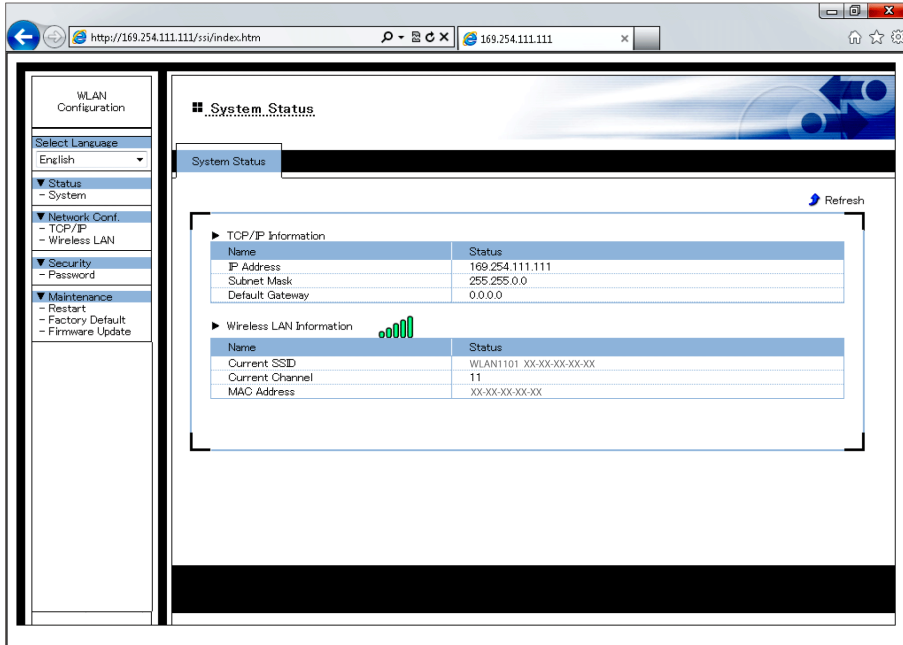 http://169.254.111.111/ssi/index.htm
169.254.111.111
WLAN
Configuration
Select Language
English
▼ Status
- System
▼ Network Conf.
- TCP/IP
- Wireless LAN
▼ Security
- Password
▼ Maintenance
- Restart
- Factory Default
- Firmware Update
System Status
System Status
Refresh
▶ TCP/IP Information
Name Status
IP Address 169.254.111.111
Subnet Mask 255.255.0.0
Default Gateway 0.0.0.0
▶ Wireless LAN Information
Name Status
Current SSID WLAN1101 XX-XX-XX-XX-XX
Current Channel 11
MAC Address XX-XX-XX-XX-XX